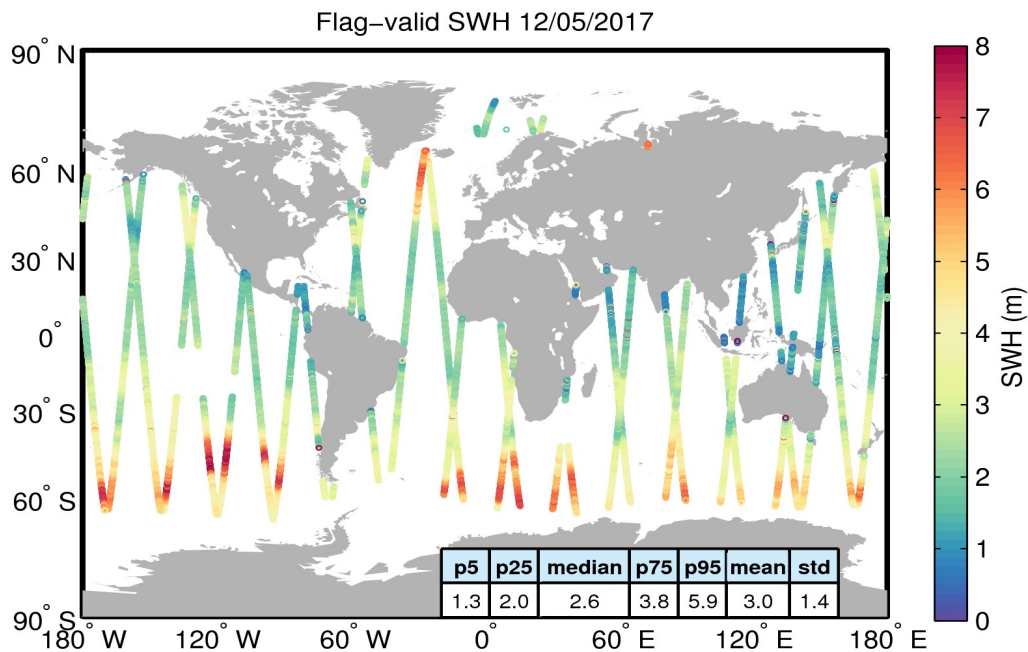 Flag−valid SWH 12/05/2017
90° N
60° N
30° N
0°
30° S
60° S
90° S
180° W
120° W
60° W
0°
60° E
120° E
180° E
p5 p25 median p75 p95 mean std
1.3 2.0 2.6 3.8 5.9 3.0 1.4
8
7
6
5
4
3
2
1
0
SWH (m)